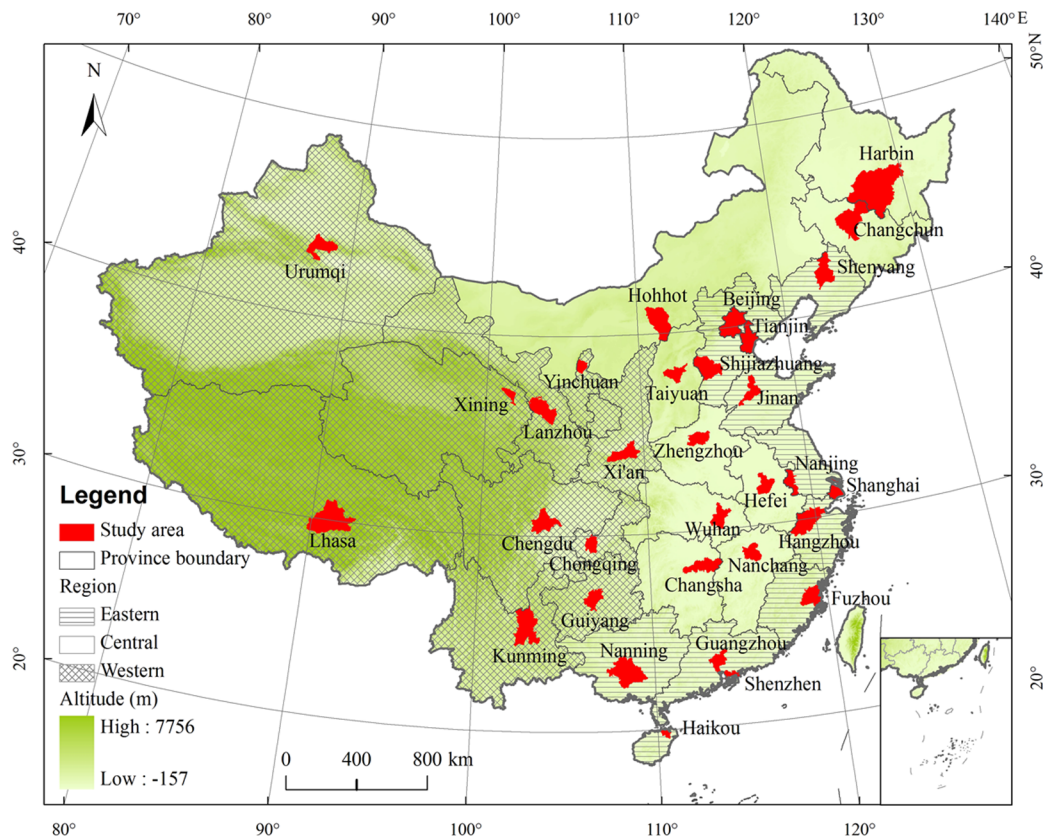 70°
80°
90°
100°
110°
120°
130°
140° E
50° N
N
Harbin
Changchun
40°
Urumqi
Shenyang
40°
Hohhot
Beijing
Tianjin
Shijiazhuang
Yinchuan
Taiyuan
Jinan
Xining
Lanzhou
Zhengzhou
30°
Xi'an
Nanjing
30°
Hefei
Shanghai
Legend
Study area
Lhasa
Wuhan
Chengdu
Hangzhou
Province boundary
Chongqing
Nanchang
Changsha
Region
Fuzhou
Eastern
Guiyang
Central
Guangzhou
20°
Kunming
Nanning
Western
20°
Shenzhen
Altitude (m)
High : 7756
Haikou
0 400 800 km
Low : -157
80°
90°
100°
110°
120°